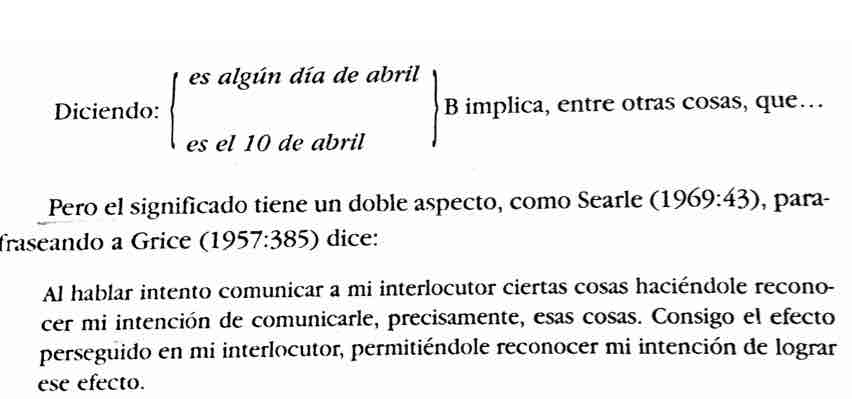 es algún día de abril
Diciendo: B implica, entre otras cosas, que...
es el 10 de abril
Pero el significado tiene un doble aspecto, como Searle (1969:43), para-
fraseando a Grice (1957:385) dice:
Al hablar intento comunicar a mi interlocutor ciertas cosas haciéndole recono-
cer mi intención de comunicarle, precisamente, esas cosas. Consigo el efecto
perseguido en mi interlocutor, permitiéndole reconocer mi intención de lograr
ese efecto.